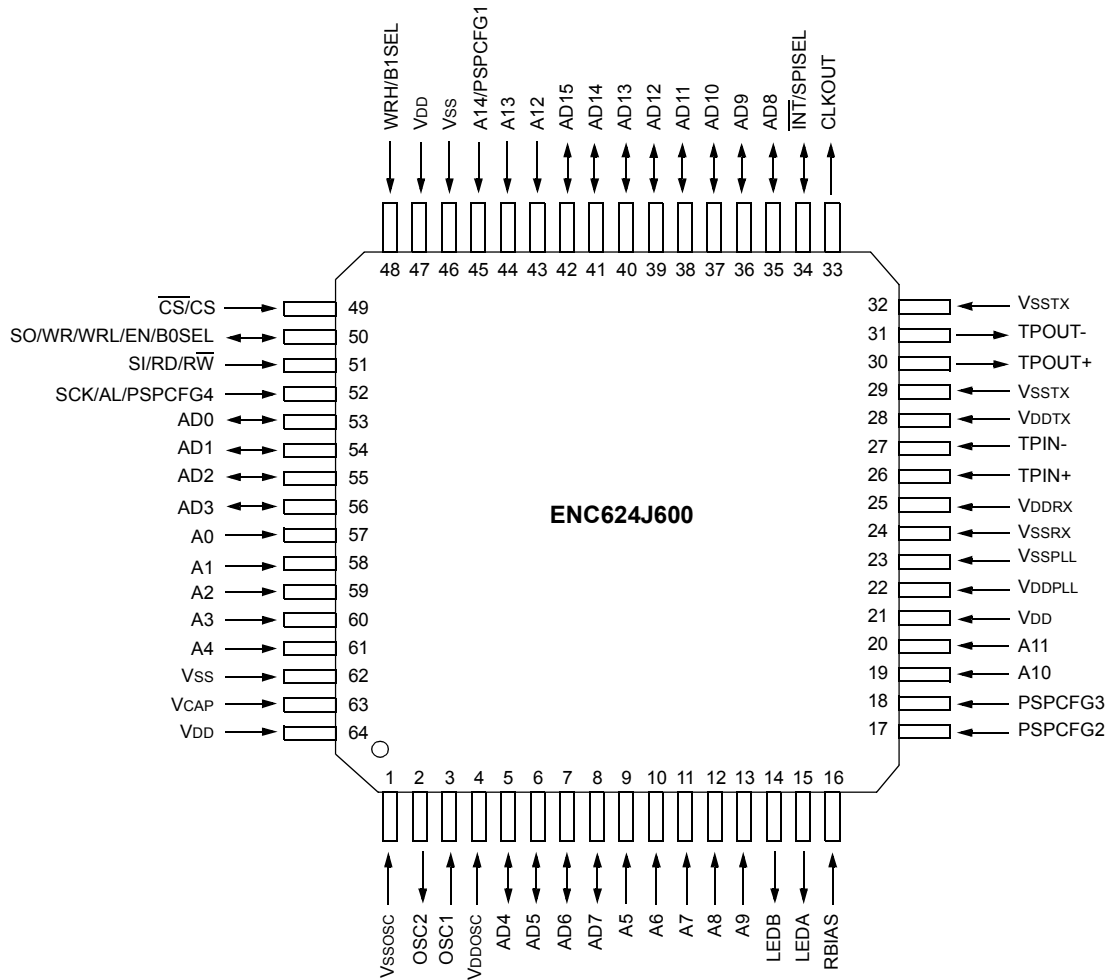 WRH/B1SEL
VDD
VSS
A14/PSPCFG1
A13
A12
AD15
AD14
AD13
AD12
AD11
AD10
AD9
AD8
I̅N̅T̅/SPISEL
CLKOUT
48 47 46 45 44 43 42 41 40 39 38 37 36 35 34 33
C̅S̅/CS 49
SO/WR/WRL/EN/B0SEL 50
SI/RD/RW̅ 51
SCK/AL/PSPCFG4 52
AD0 53
AD1 54
AD2 55
AD3 56
A0 57
A1 58
A2 59
A3 60
A4 61
VSS 62
VCAP 63
VDD 64
ENC624J600
32 VSSTX
31 TPOUT-
30 TPOUT+
29 VSSTX
28 VDDTX
27 TPIN-
26 TPIN+
25 VDDRX
24 VSSRX
23 VSSPLL
22 VDDPLL
21 VDD
20 A11
19 A10
18 PSPCFG3
17 PSPCFG2
1 2 3 4 5 6 7 8 9 10 11 12 13 14 15 16
VSSOSC
OSC2
OSC1
VDDOSC
AD4
AD5
AD6
AD7
A5
A6
A7
A8
A9
LEDB
LEDA
RBIAS